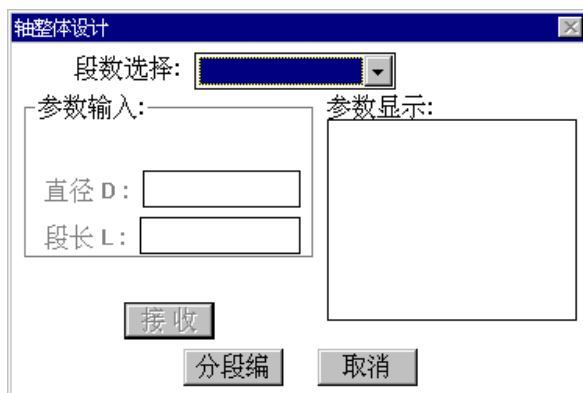 轴整体设计
段数选择:
参数输入:
参数显示:
直径 D :
段长 L :
接 收
分段编
取消